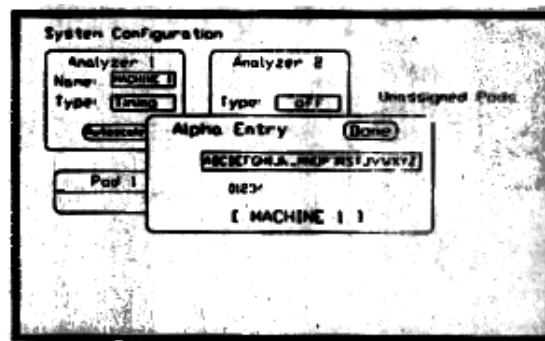 System Configuration
Analyzer 1
Name: MACHINE 1
Type: Timing
Autoscale
Analyzer 2
Type: Off
Unassigned Pods
Pod 1
Alpha Entry
Done
[ MACHINE 1 ]